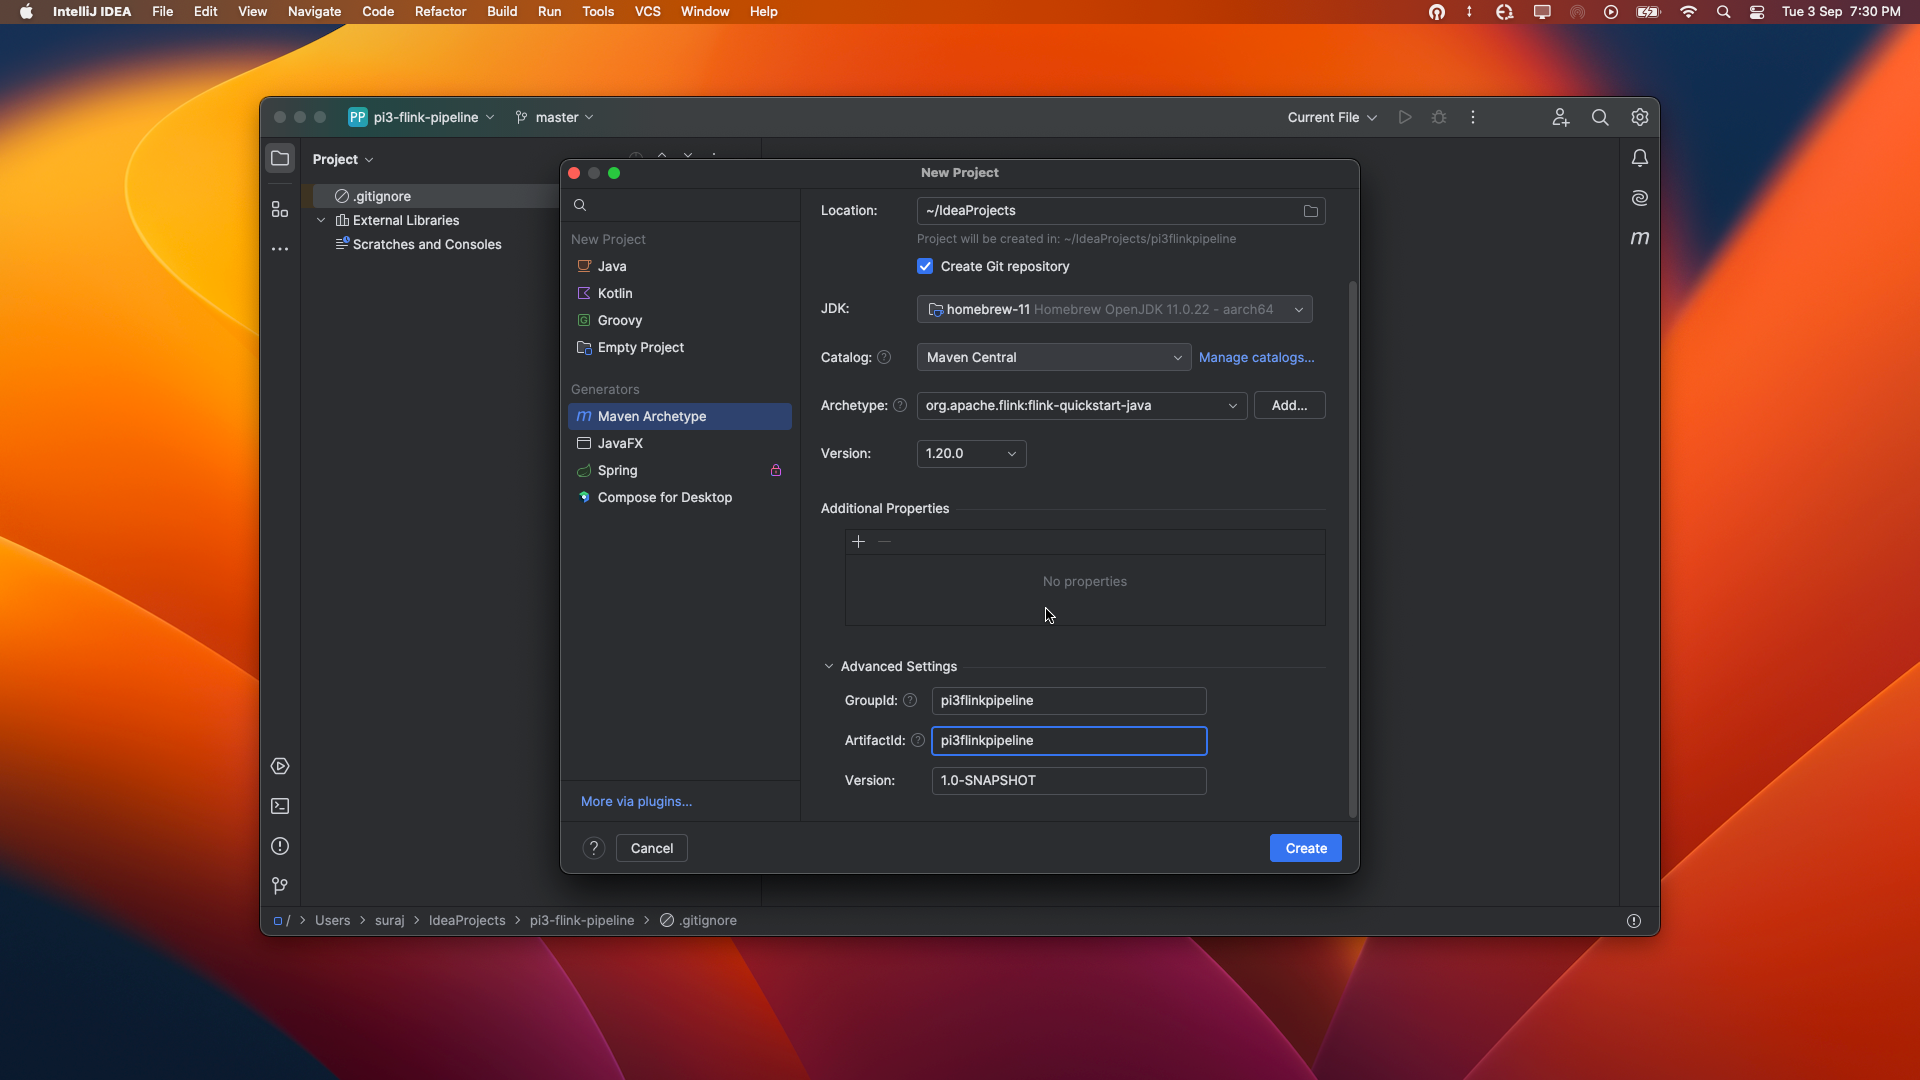 IntelliJ IDEA File Edit View Navigate Code Refactor Build Run Tools VCS Window Help Tue 3 Sep 7:30 PM
PP pi3-flink-pipeline master Current File
Project
.gitignore
External Libraries
Scratches and Consoles
New Project
New Project
Java
Kotlin
Groovy
Empty Project
Generators
m Maven Archetype
JavaFX
Spring
Compose for Desktop
More via plugins...
Location: ~/IdeaProjects
Project will be created in: ~/IdeaProjects/pi3flinkpipeline
Create Git repository
JDK: homebrew-11 Homebrew OpenJDK 11.0.22 - aarch64
Catalog: ? Maven Central Manage catalogs...
Archetype: ? org.apache.flink:flink-quickstart-java Add...
Version: 1.20.0
Additional Properties
No properties
Advanced Settings
GroupId: ? pi3flinkpipeline
ArtifactId: ? pi3flinkpipeline
Version: 1.0-SNAPSHOT
? Cancel Create
m
/ > Users > suraj > IdeaProjects > pi3-flink-pipeline > .gitignore